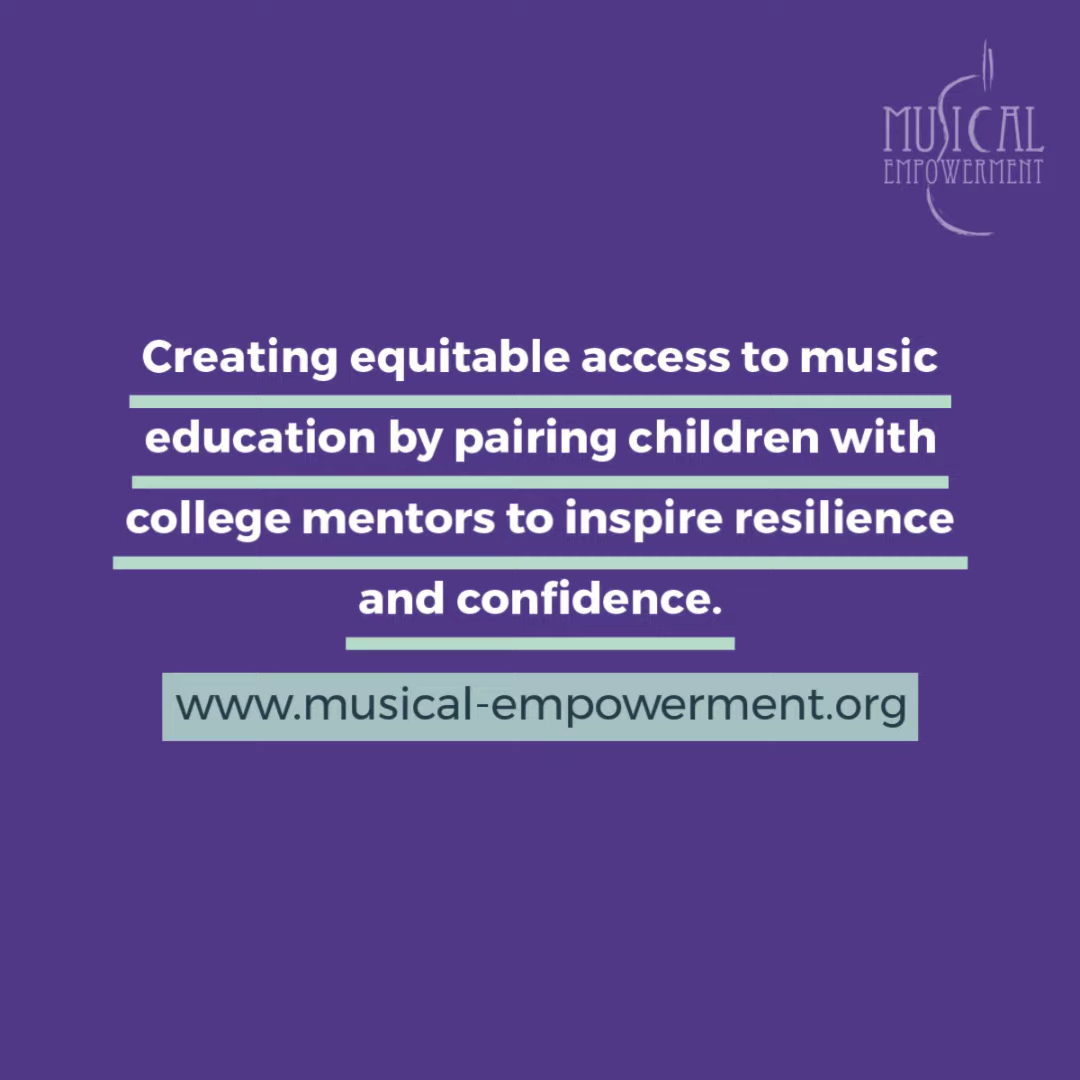 MUSICAL
EMPOWERMENT
Creating equitable access to music
education by pairing children with
college mentors to inspire resilience
and confidence.
www.musical-empowerment.org